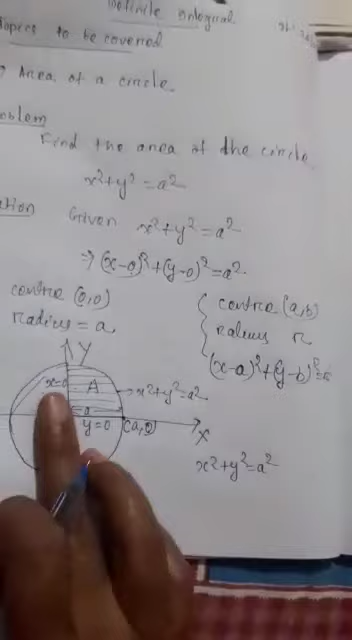 Definite Integral
Topics to be covered
Area of a circle.
Problem
Find the area of the circle
x²+y²=a²
Given x²+y²=a²
⇒(x-0)²+(y-0)²=a²
centre (0,0)
radius = a
centre (a,b)
radius r
(x-a)²+(y-b)²=
Y
x=0 A
x²+y²=a²
y=0 (a,0)
X
x²+y²=a²